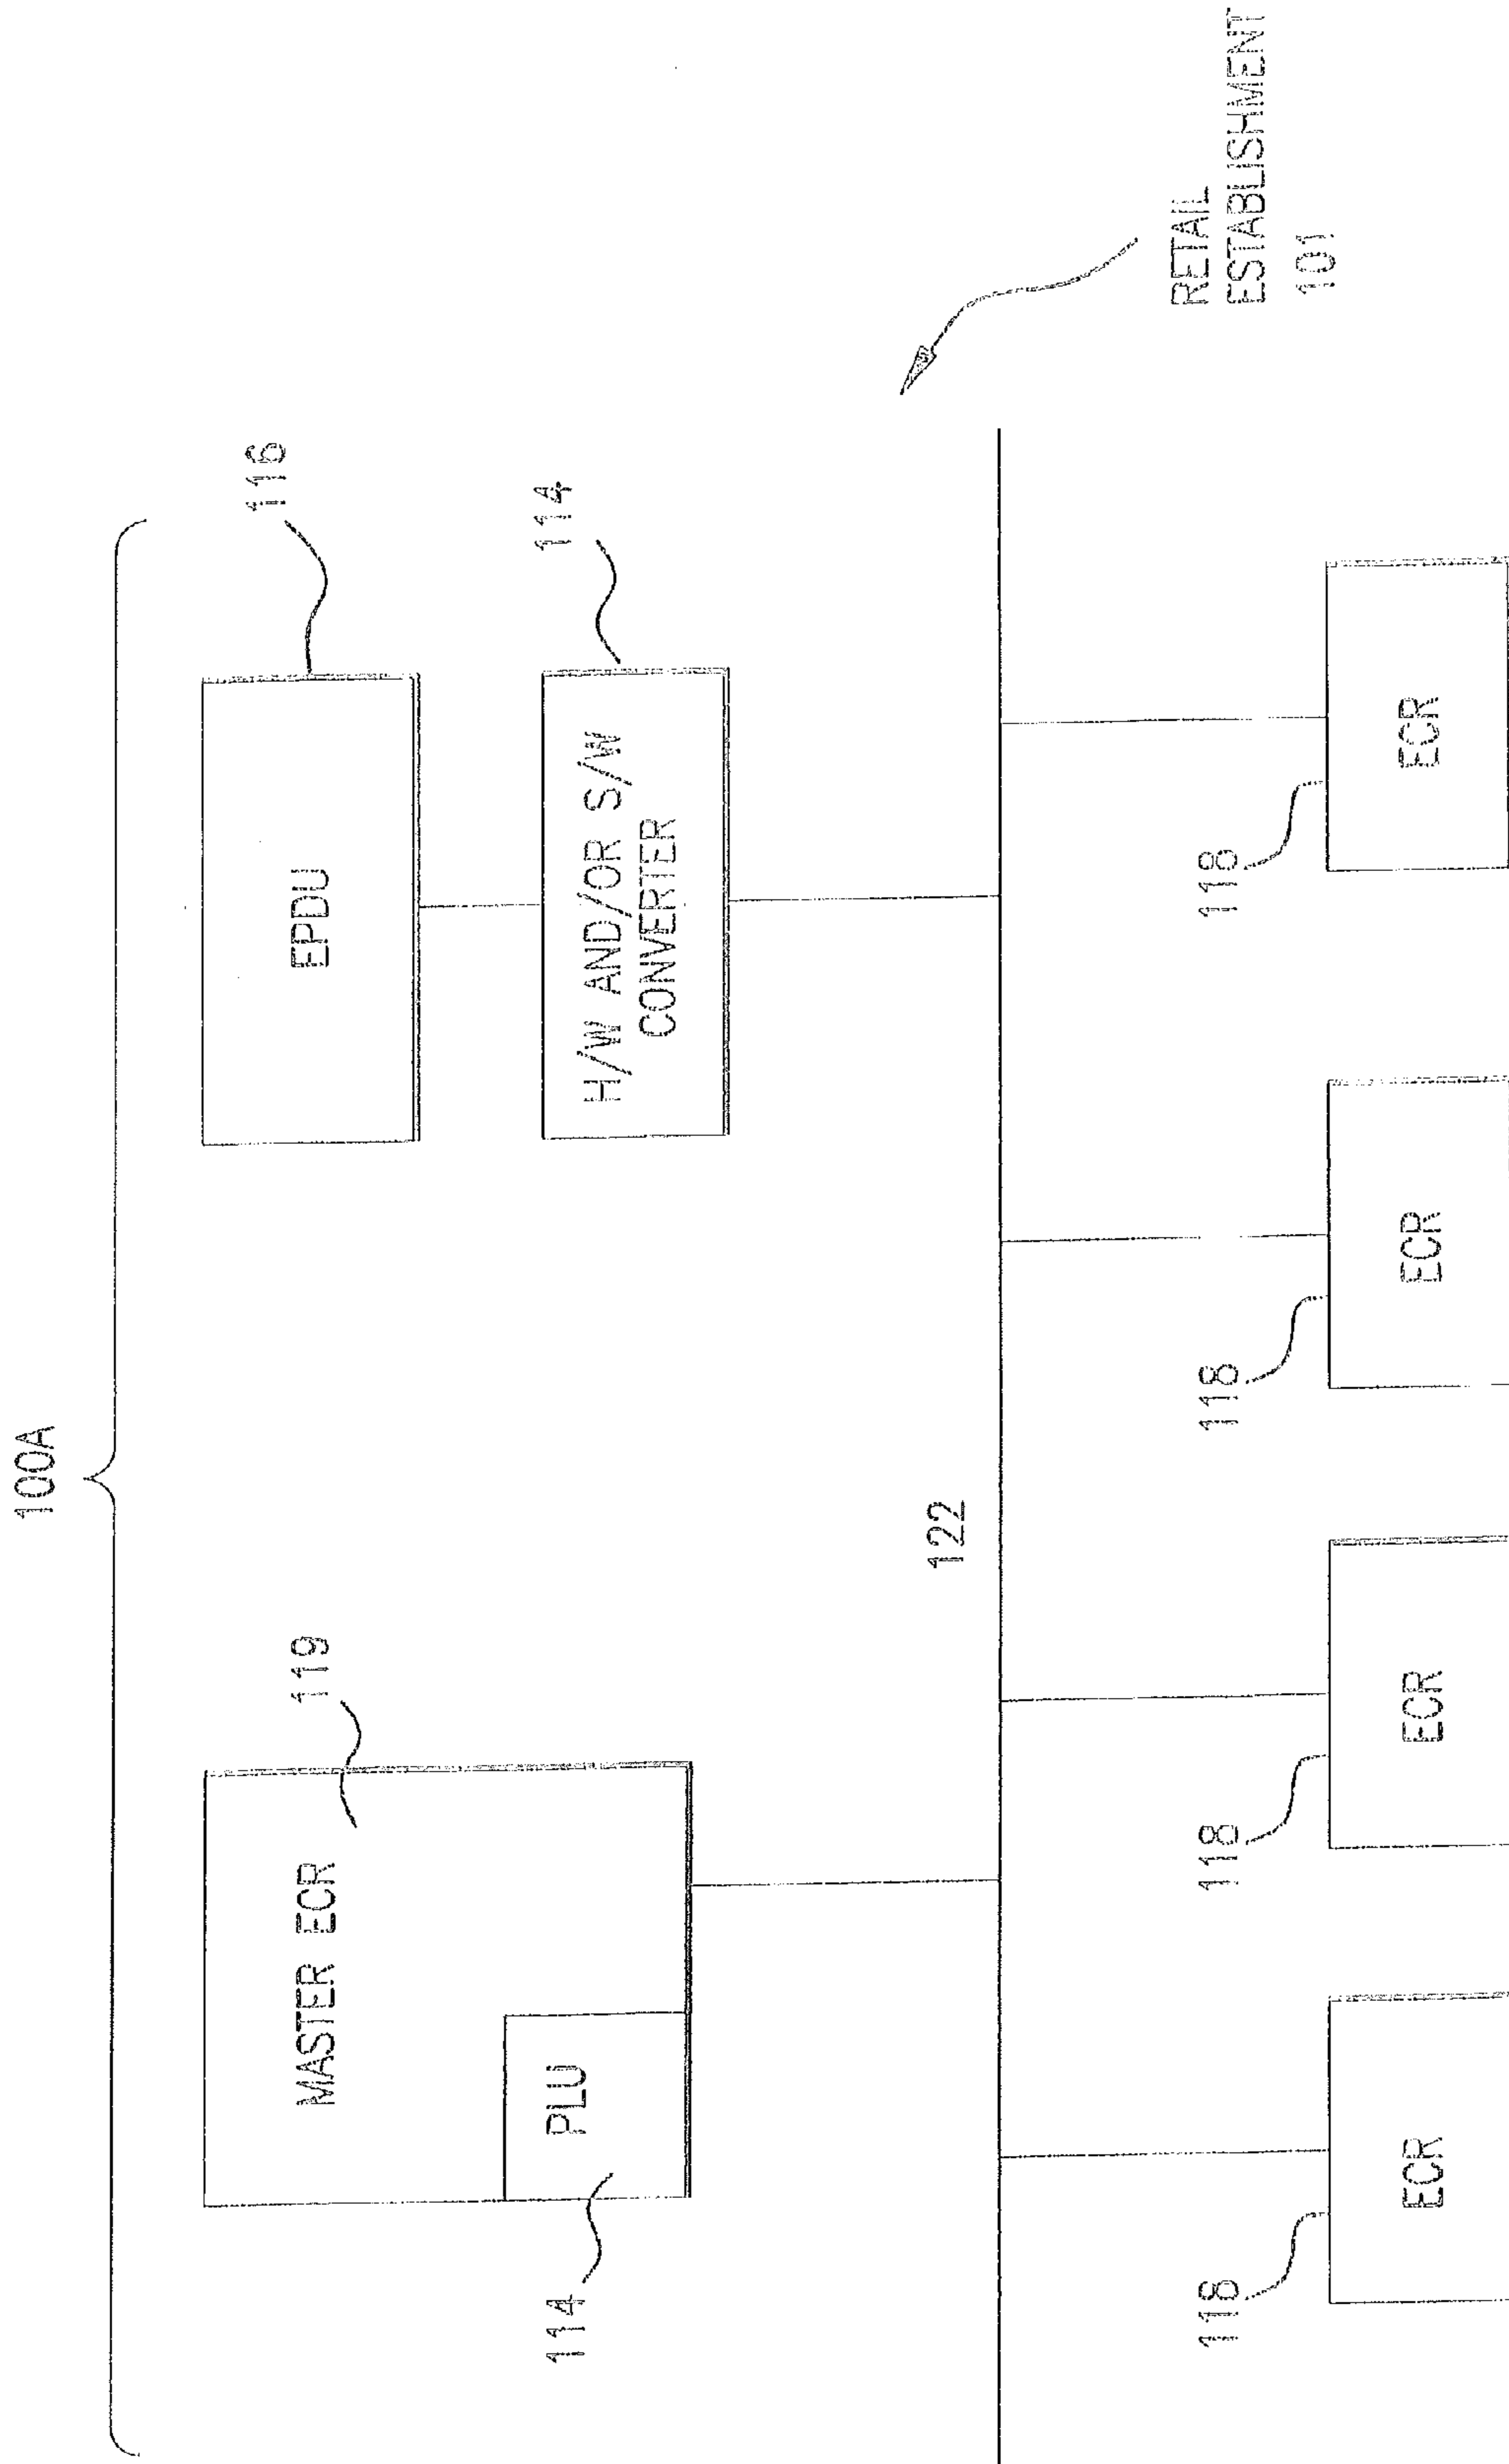 100A
MASTER ECR
119
PLU
114
EPDU
116
H/W AND/OR S/W
CONVERTER
114
122
RETAIL
ESTABLISHMENT
101
118
ECR
118
ECR
118
ECR
118
ECR